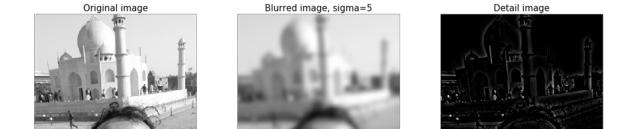 Original image
Blurred image, sigma=5
Detail image